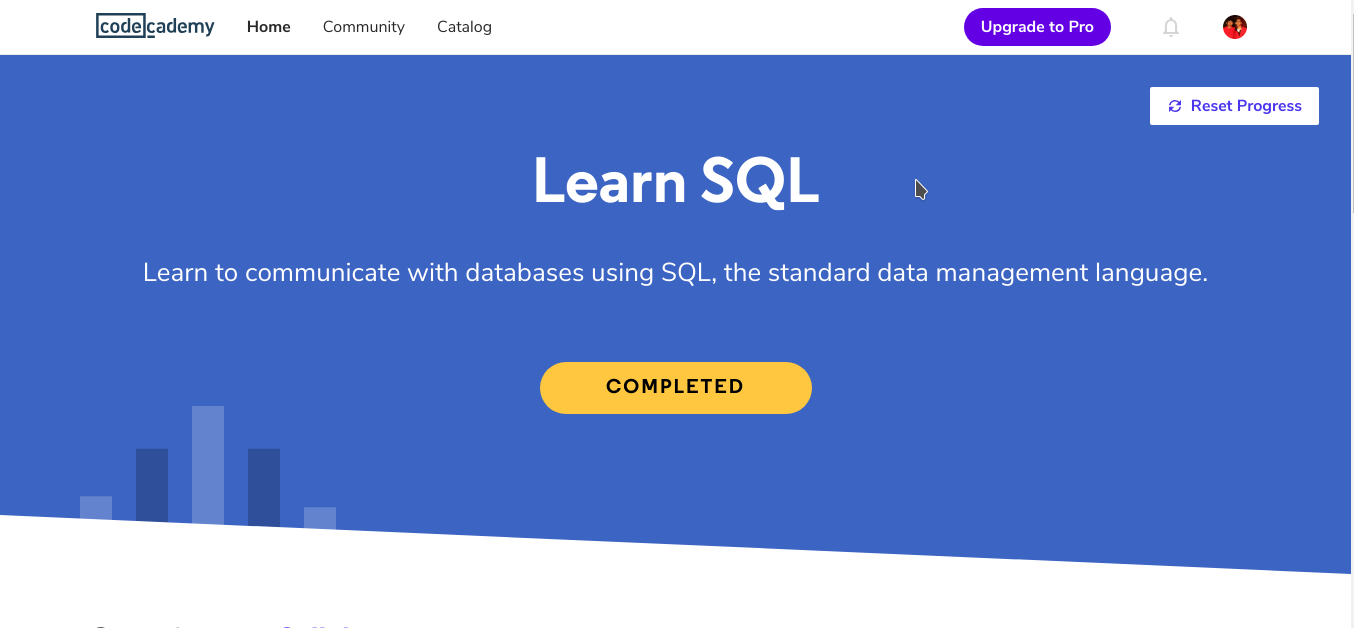 codecademy Home Community Catalog Upgrade to Pro
Reset Progress
Learn SQL
Learn to communicate with databases using SQL, the standard data management language.
COMPLETED